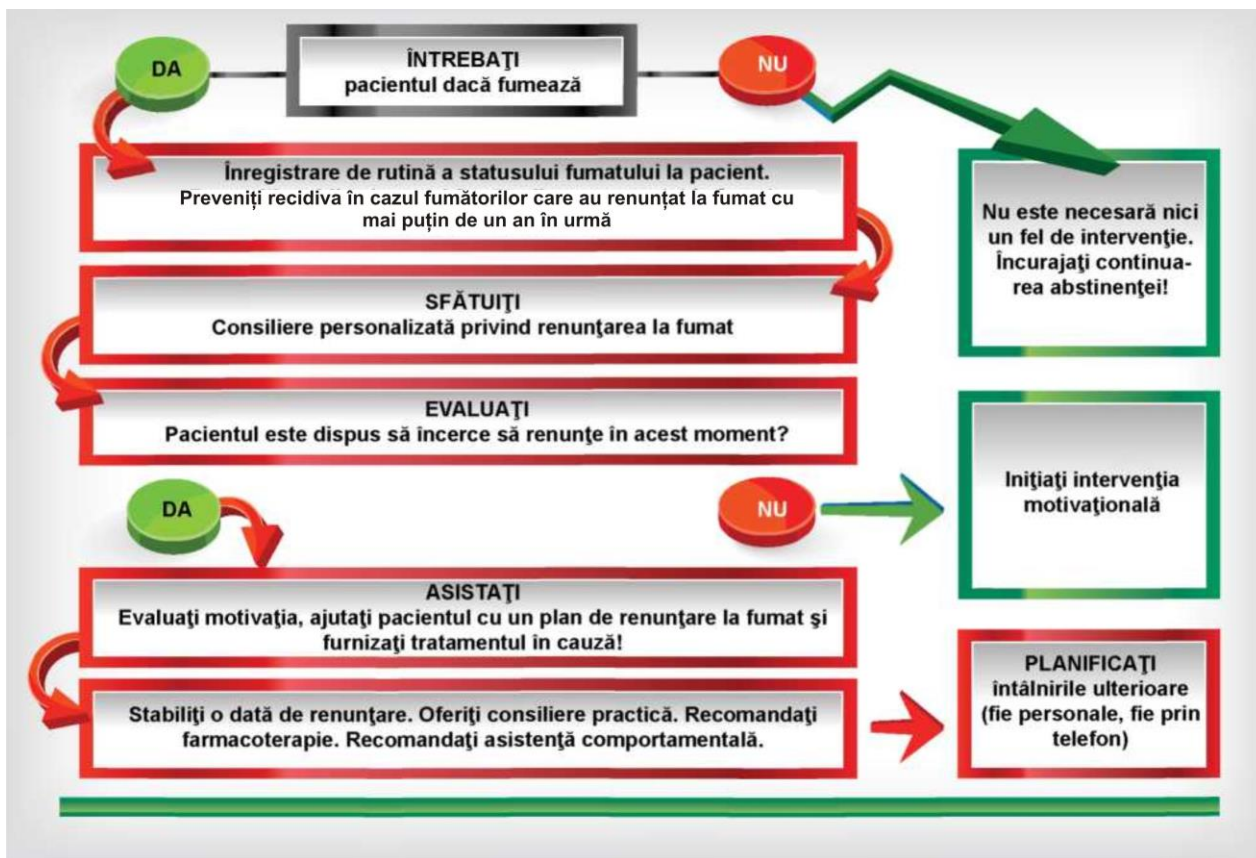 DA
ÎNTREBAŢI
pacientul dacă fumează
NU
Înregistrare de rutină a statusului fumatului la pacient.
Preveniți recidiva în cazul fumătorilor care au renunțat la fumat cu
mai puțin de un an în urmă
Nu este necesară nici
un fel de intervenţie.
Încurajaţi continua-
rea abstinenţei!
SFĂTUIŢI
Consiliere personalizată privind renunţarea la fumat
EVALUAŢI
Pacientul este dispus să încerce să renunţe în acest moment?
DA
NU
Iniţiaţi intervenţia
motivaţională
ASISTAŢI
Evaluaţi motivaţia, ajutaţi pacientul cu un plan de renunţare la fumat şi
furnizaţi tratamentul în cauză!
Stabiliţi o dată de renunţare. Oferiţi consiliere practică. Recomandaţi
farmacoterapie. Recomandaţi asistenţă comportamentală.
PLANIFICAŢI
întâlnirile ulterioare
(fie personale, fie prin
telefon)